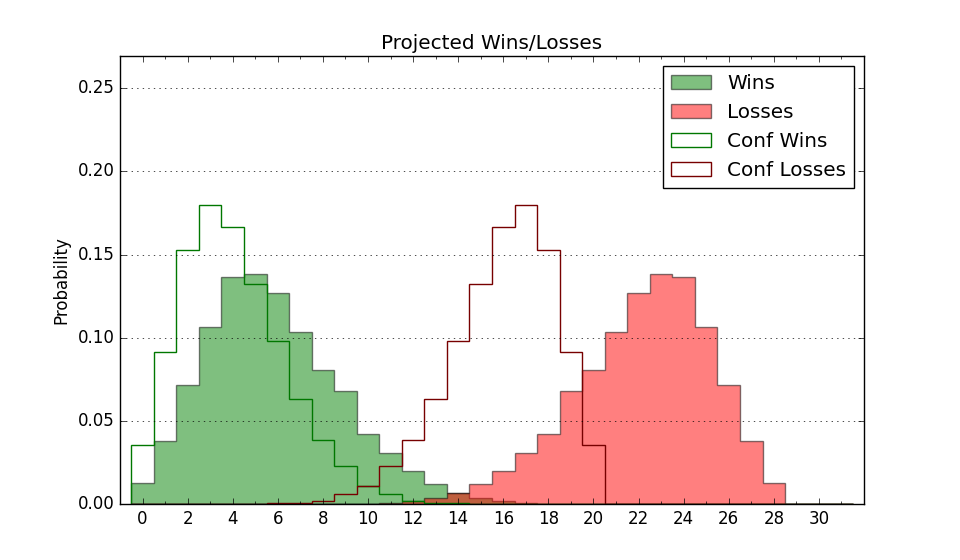 Projected Wins/Losses
Wins
Losses
Conf Wins
Conf Losses
Probability
0.25
0.20
0.15
0.10
0.05
0.00
0 2 4 6 8 10 12 14 16 18 20 22 24 26 28 30